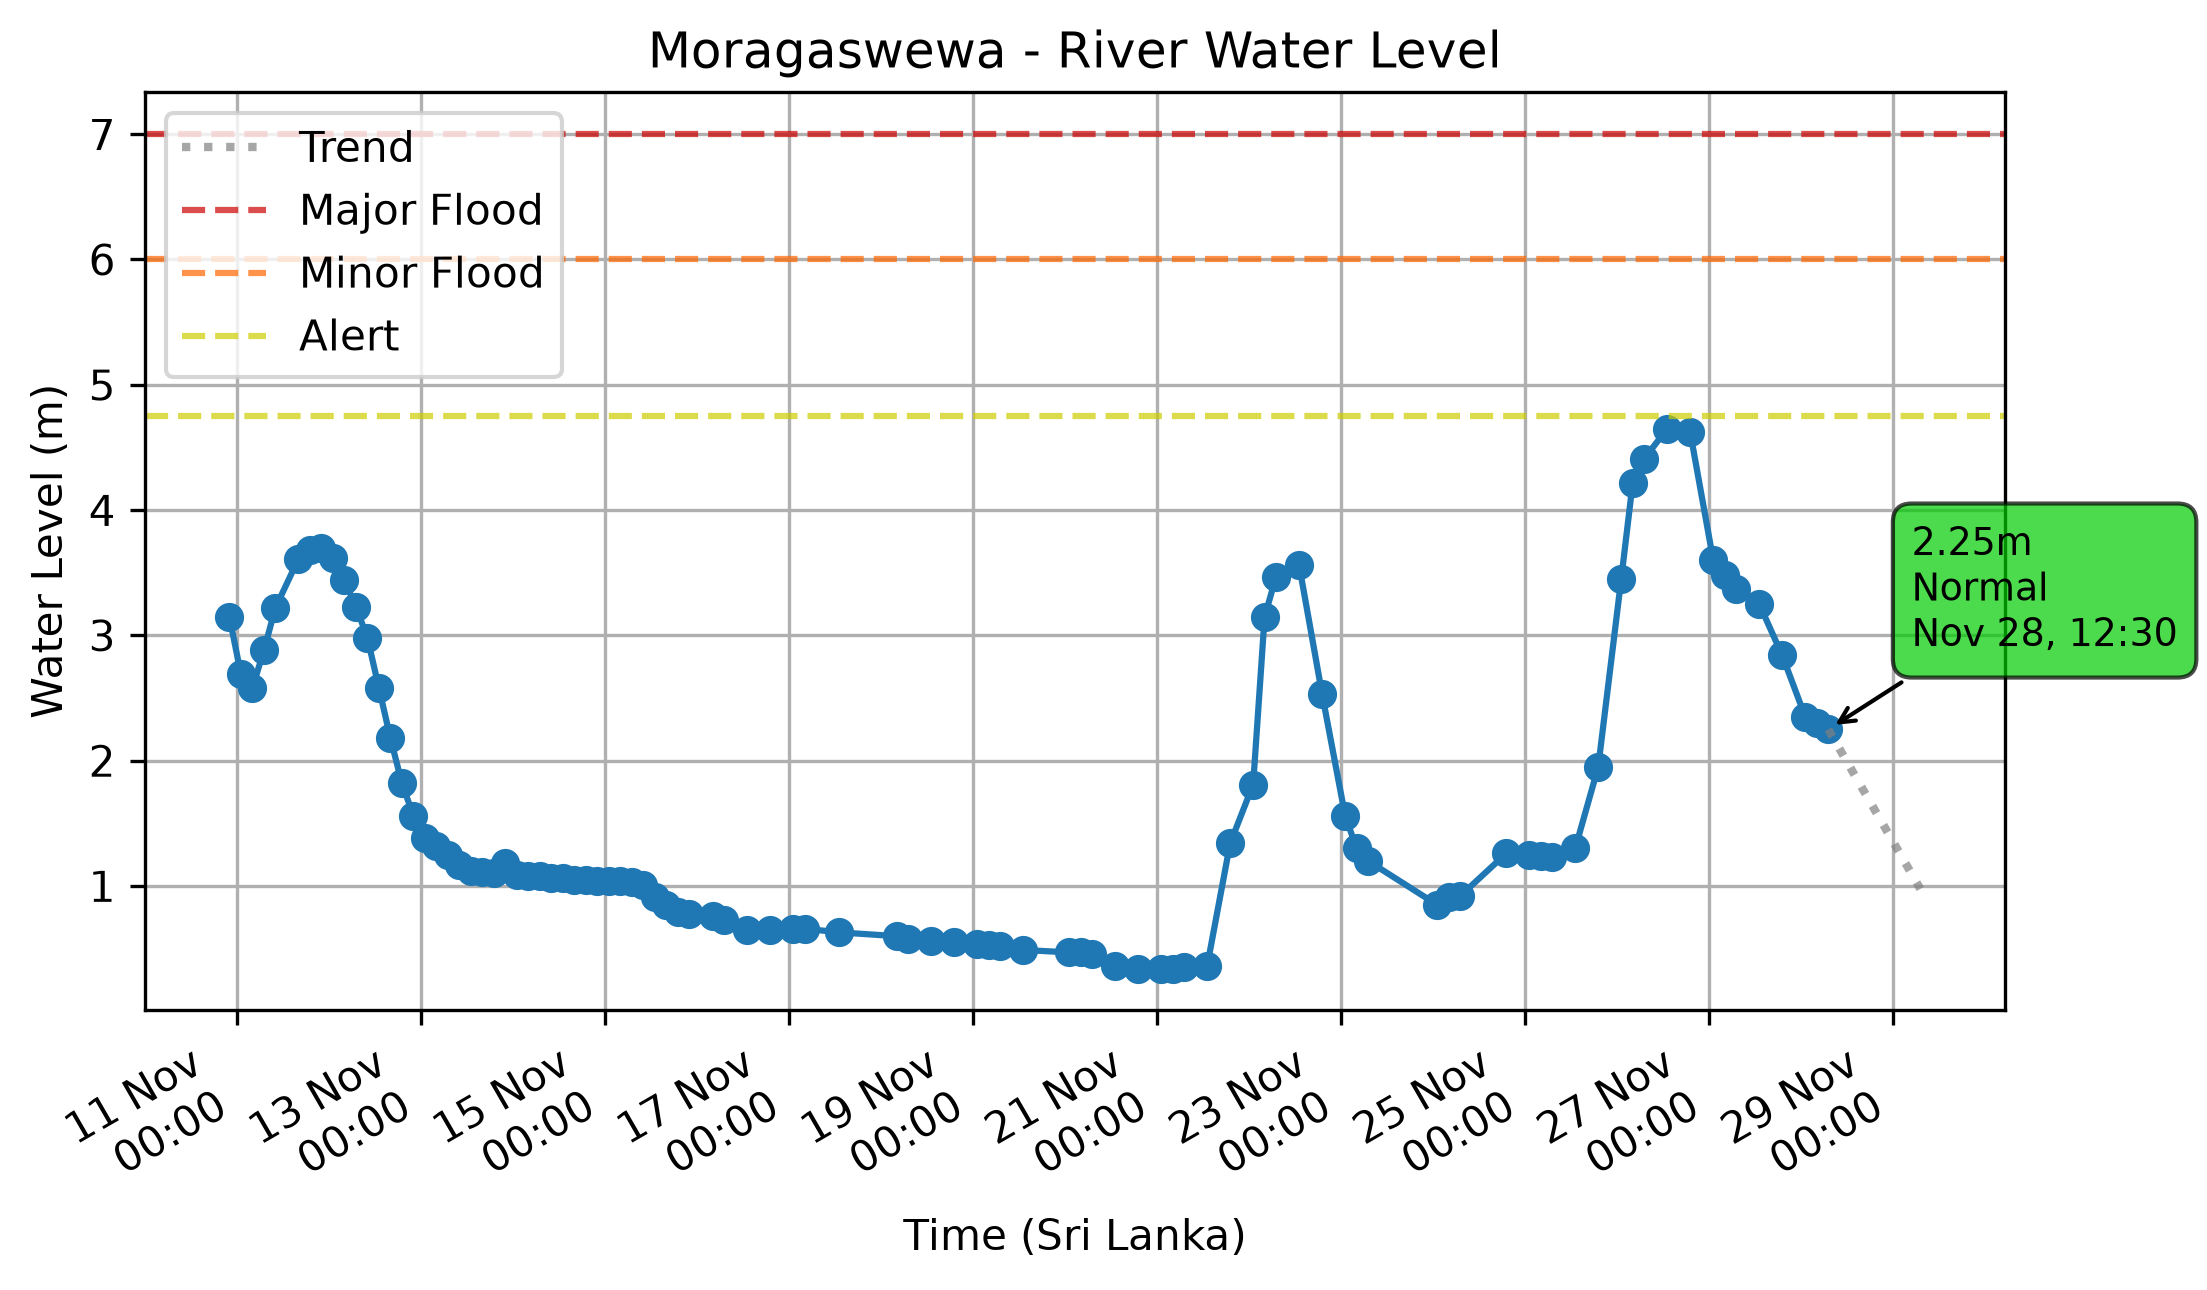 Moragaswewa - River Water Level
Water Level (m)
7
6
5
4
3
2
1
Trend
Major Flood
Minor Flood
Alert
2.25m
Normal
Nov 28, 12:30
11 Nov
00:00
13 Nov
00:00
15 Nov
00:00
17 Nov
00:00
19 Nov
00:00
21 Nov
00:00
23 Nov
00:00
25 Nov
00:00
27 Nov
00:00
29 Nov
00:00
Time (Sri Lanka)